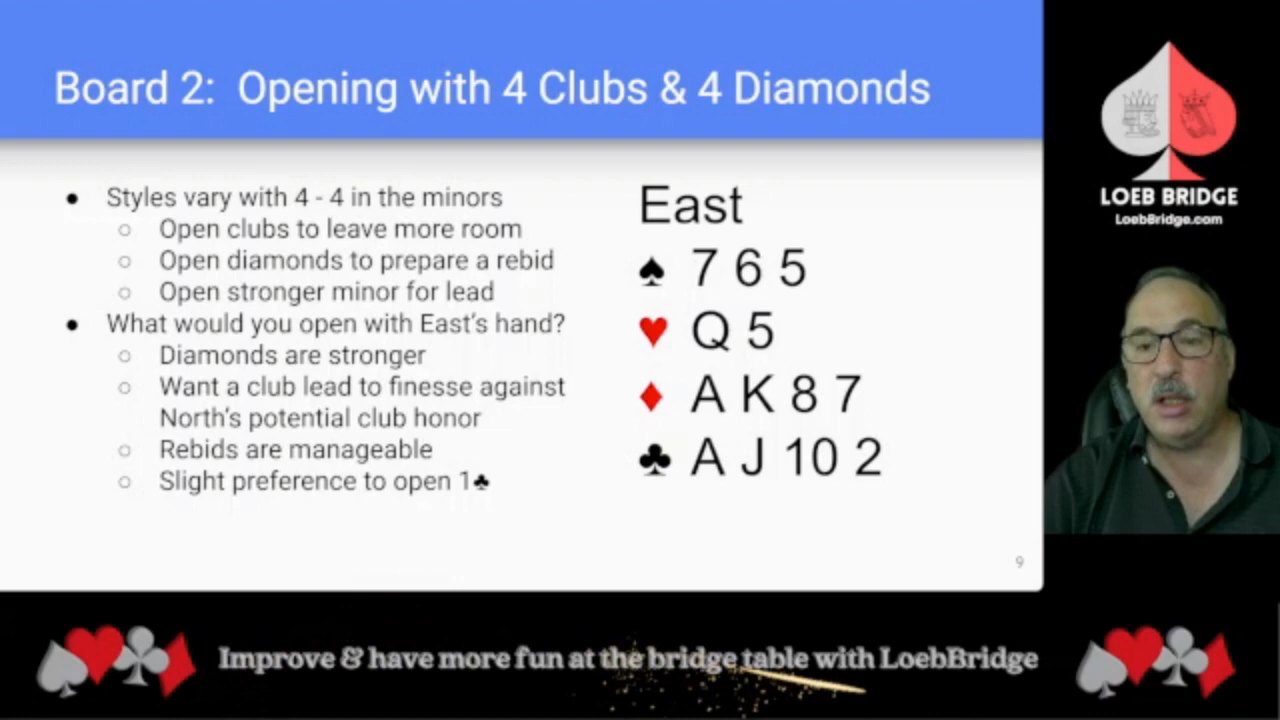 Board 2: Opening with 4 Clubs & 4 Diamonds
● Styles vary with 4 - 4 in the minors
○ Open clubs to leave more room
○ Open diamonds to prepare a rebid
○ Open stronger minor for lead
● What would you open with East's hand?
○ Diamonds are stronger
○ Want a club lead to finesse against
North's potential club honor
○ Rebids are manageable
○ Slight preference to open 1♣
East
♠ 7 6 5
♥ Q 5
♦ A K 8 7
♣ A J 10 2
9
LOEB BRIDGE
LoebBridge.com
Improve & have more fun at the bridge table with LoebBridge